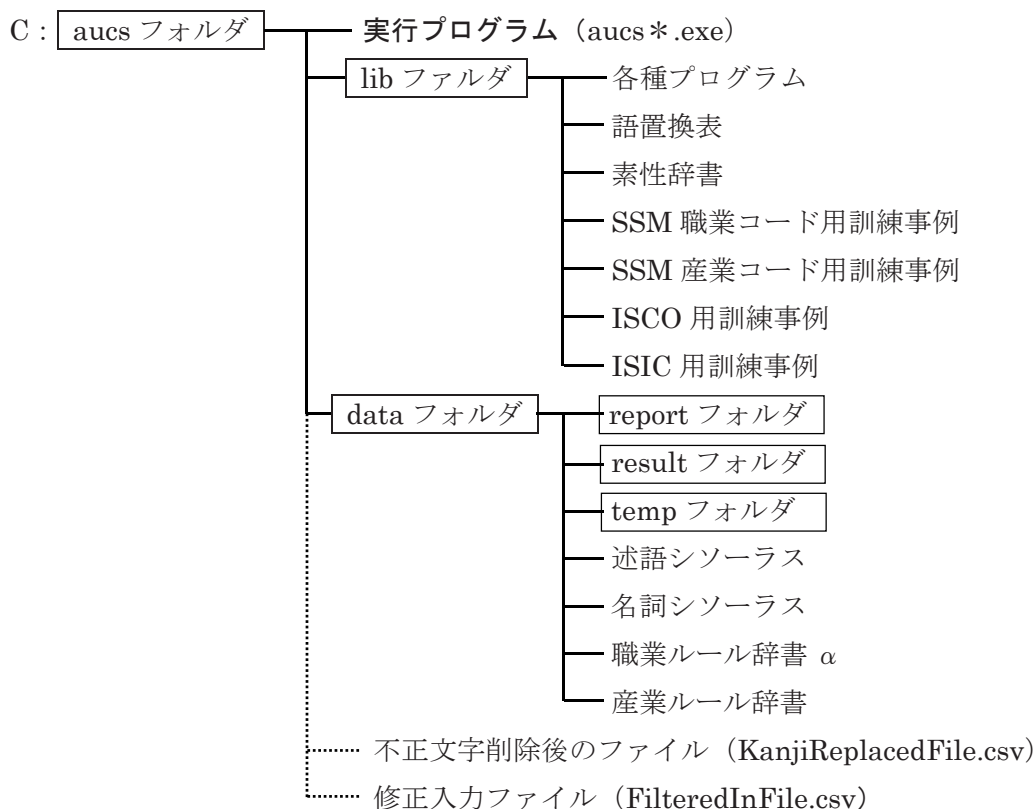 C : aucs フォルダ 実行プログラム（aucs＊.exe）
lib ファルダ 各種プログラム
語置換表
素性辞書
SSM 職業コード用訓練事例
SSM 産業コード用訓練事例
ISCO 用訓練事例
ISIC 用訓練事例
data フォルダ report フォルダ
result フォルダ
temp フォルダ
述語シソーラス
名詞シソーラス
職業ルール辞書 α
産業ルール辞書
不正文字削除後のファイル（KanjiReplacedFile.csv）
修正入力ファイル（FilteredInFile.csv）